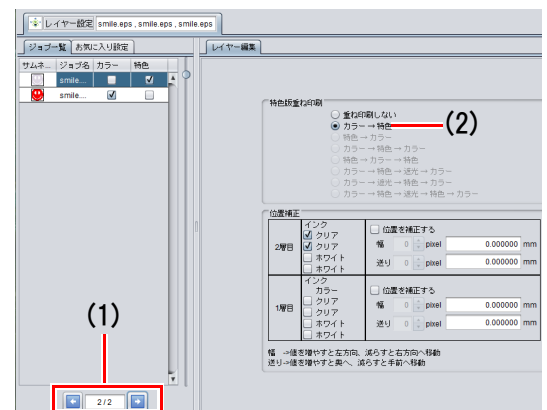 レイヤー設定 smile.eps , smile.eps , smile.eps
ジョブ一覧 お気に入り設定
サムネ... ジョブ名 カラー 特色
smile....
smile....
(1)
2/2
レイヤー編集
特色版重ね印刷
重ね印刷しない
カラー → 特色
(2)
特色 → カラー
カラー → 特色 → カラー
特色 → カラー → 特色
カラー → 特色 → 遮光 → カラー
カラー → 遮光 → 特色 → カラー
カラー → 遮光 → 特色 → 特色 → カラー
位置補正
2層目
インク
クリア
クリア
ホワイト
ホワイト
位置を補正する
幅 0 pixel 0.000000 mm
送り 0 pixel 0.000000 mm
1層目
インク
カラー
クリア
クリア
ホワイト
ホワイト
位置を補正する
幅 0 pixel 0.000000 mm
送り 0 pixel 0.000000 mm
幅 ->値を増やすと左方向、減らすと右方向へ移動
送り->値を増やすと奥へ、減らすと手前へ移動